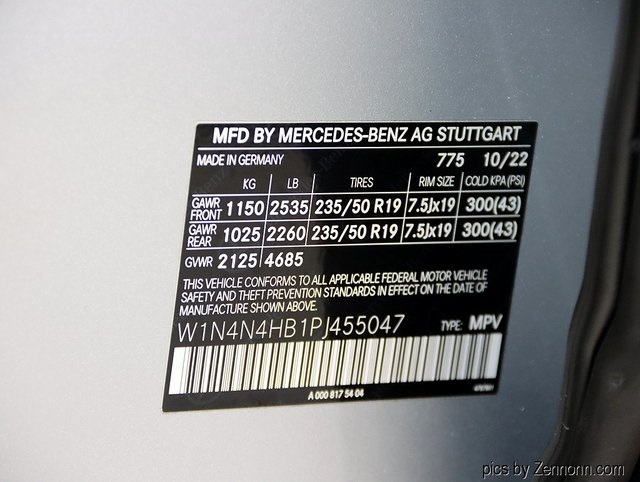 MFD BY MERCEDES-BENZ AG STUTTGART
MADE IN GERMANY 775 10/22
KG LB TIRES RIM SIZE COLD KPA (PSI)
GAWR FRONT 1150 2535 235/50 R19 7.5Jx19 300(43)
GAWR REAR 1025 2260 235/50 R19 7.5Jx19 300(43)
GVWR 2125 4685
THIS VEHICLE CONFORMS TO ALL APPLICABLE FEDERAL MOTOR VEHICLE
SAFETY AND THEFT PREVENTION STANDARDS IN EFFECT ON THE DATE OF
MANUFACTURE SHOWN ABOVE.
W1N4N4HB1PJ455047 TYPE: MPV
A 000 817 54 04
pics by Zennonn.com